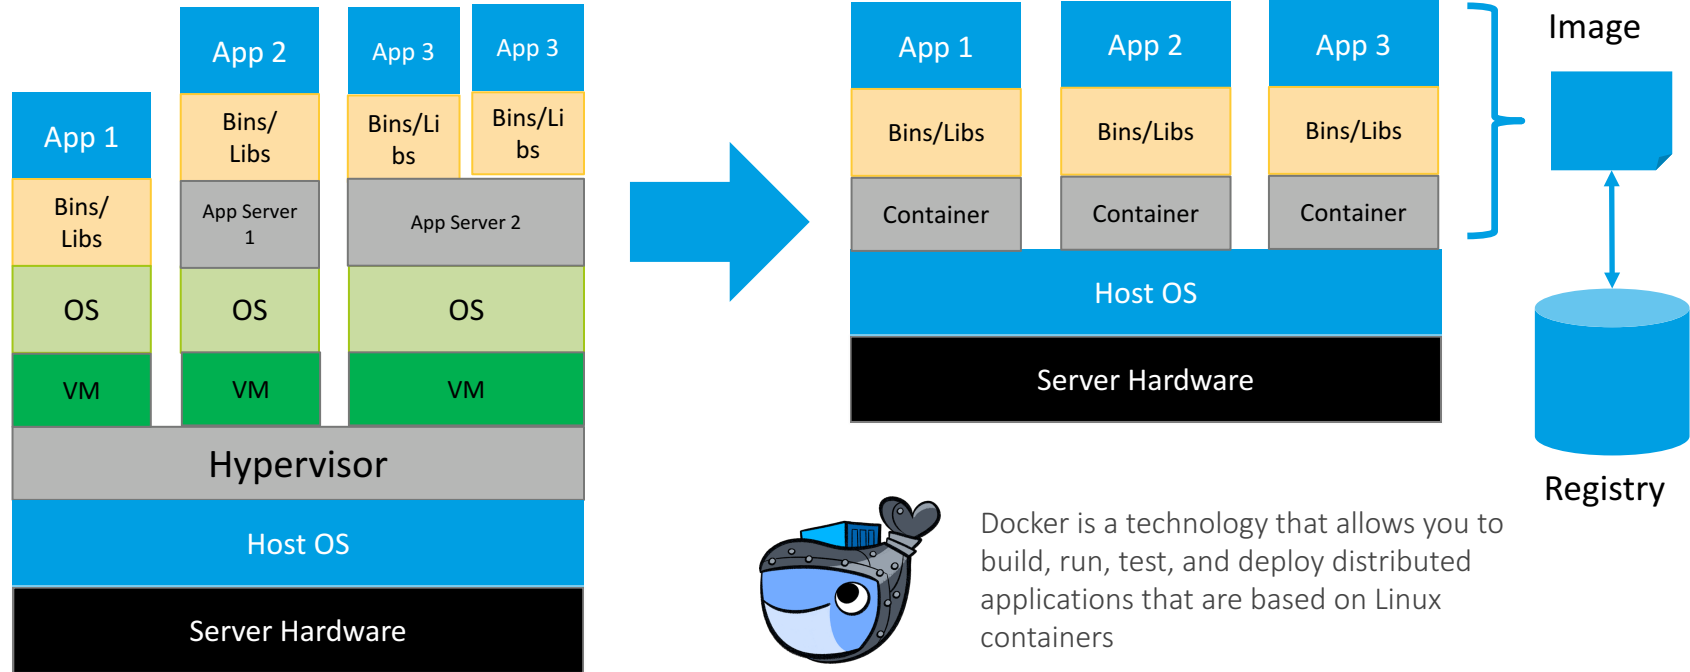 App 1
Bins/
Libs
OS
VM
App 2
Bins/
Libs
App Server
1
OS
VM
App 3
Bins/Li
bs
App 3
Bins/Li
bs
App Server 2
OS
VM
Hypervisor
Host OS
Server Hardware
App 1
Bins/Libs
Container
App 2
Bins/Libs
Container
App 3
Bins/Libs
Container
Host OS
Server Hardware
Image
Registry
Docker is a technology that allows you to
build, run, test, and deploy distributed
applications that are based on Linux
containers